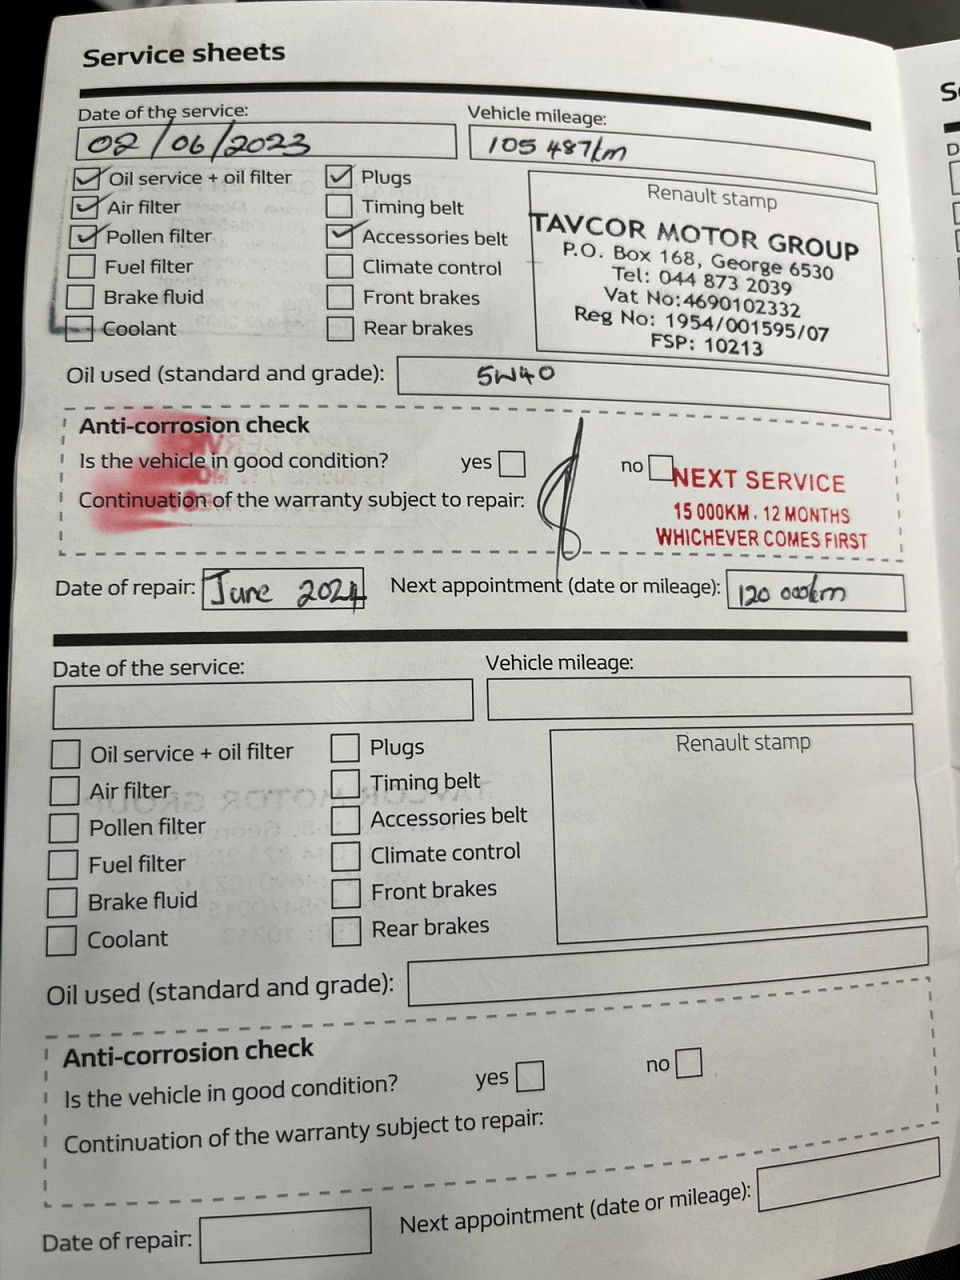 Service sheets
Date of the service:
02/06/2023
Vehicle mileage:
105 487km
Oil service + oil filter
Air filter
Pollen filter
Fuel filter
Brake fluid
Coolant
Plugs
Timing belt
Accessories belt
Climate control
Front brakes
Rear brakes
Renault stamp
TAVCOR MOTOR GROUP
P.O. Box 168, George 6530
Tel: 044 873 2039
Vat No:4690102332
Reg No: 1954/001595/07
FSP: 10213
Oil used (standard and grade):
5W40
Anti-corrosion check
Is the vehicle in good condition?
yes
no
Continuation of the warranty subject to repair:
NEXT SERVICE
15 000KM . 12 MONTHS
WHICHEVER COMES FIRST
Date of repair:
June 2024
Next appointment (date or mileage):
120 000km
Date of the service:
Vehicle mileage:
Oil service + oil filter
Air filter
Pollen filter
Fuel filter
Brake fluid
Coolant
Plugs
Timing belt
Accessories belt
Climate control
Front brakes
Rear brakes
Renault stamp
Oil used (standard and grade):
Anti-corrosion check
Is the vehicle in good condition?
yes
no
Continuation of the warranty subject to repair:
Date of repair:
Next appointment (date or mileage):